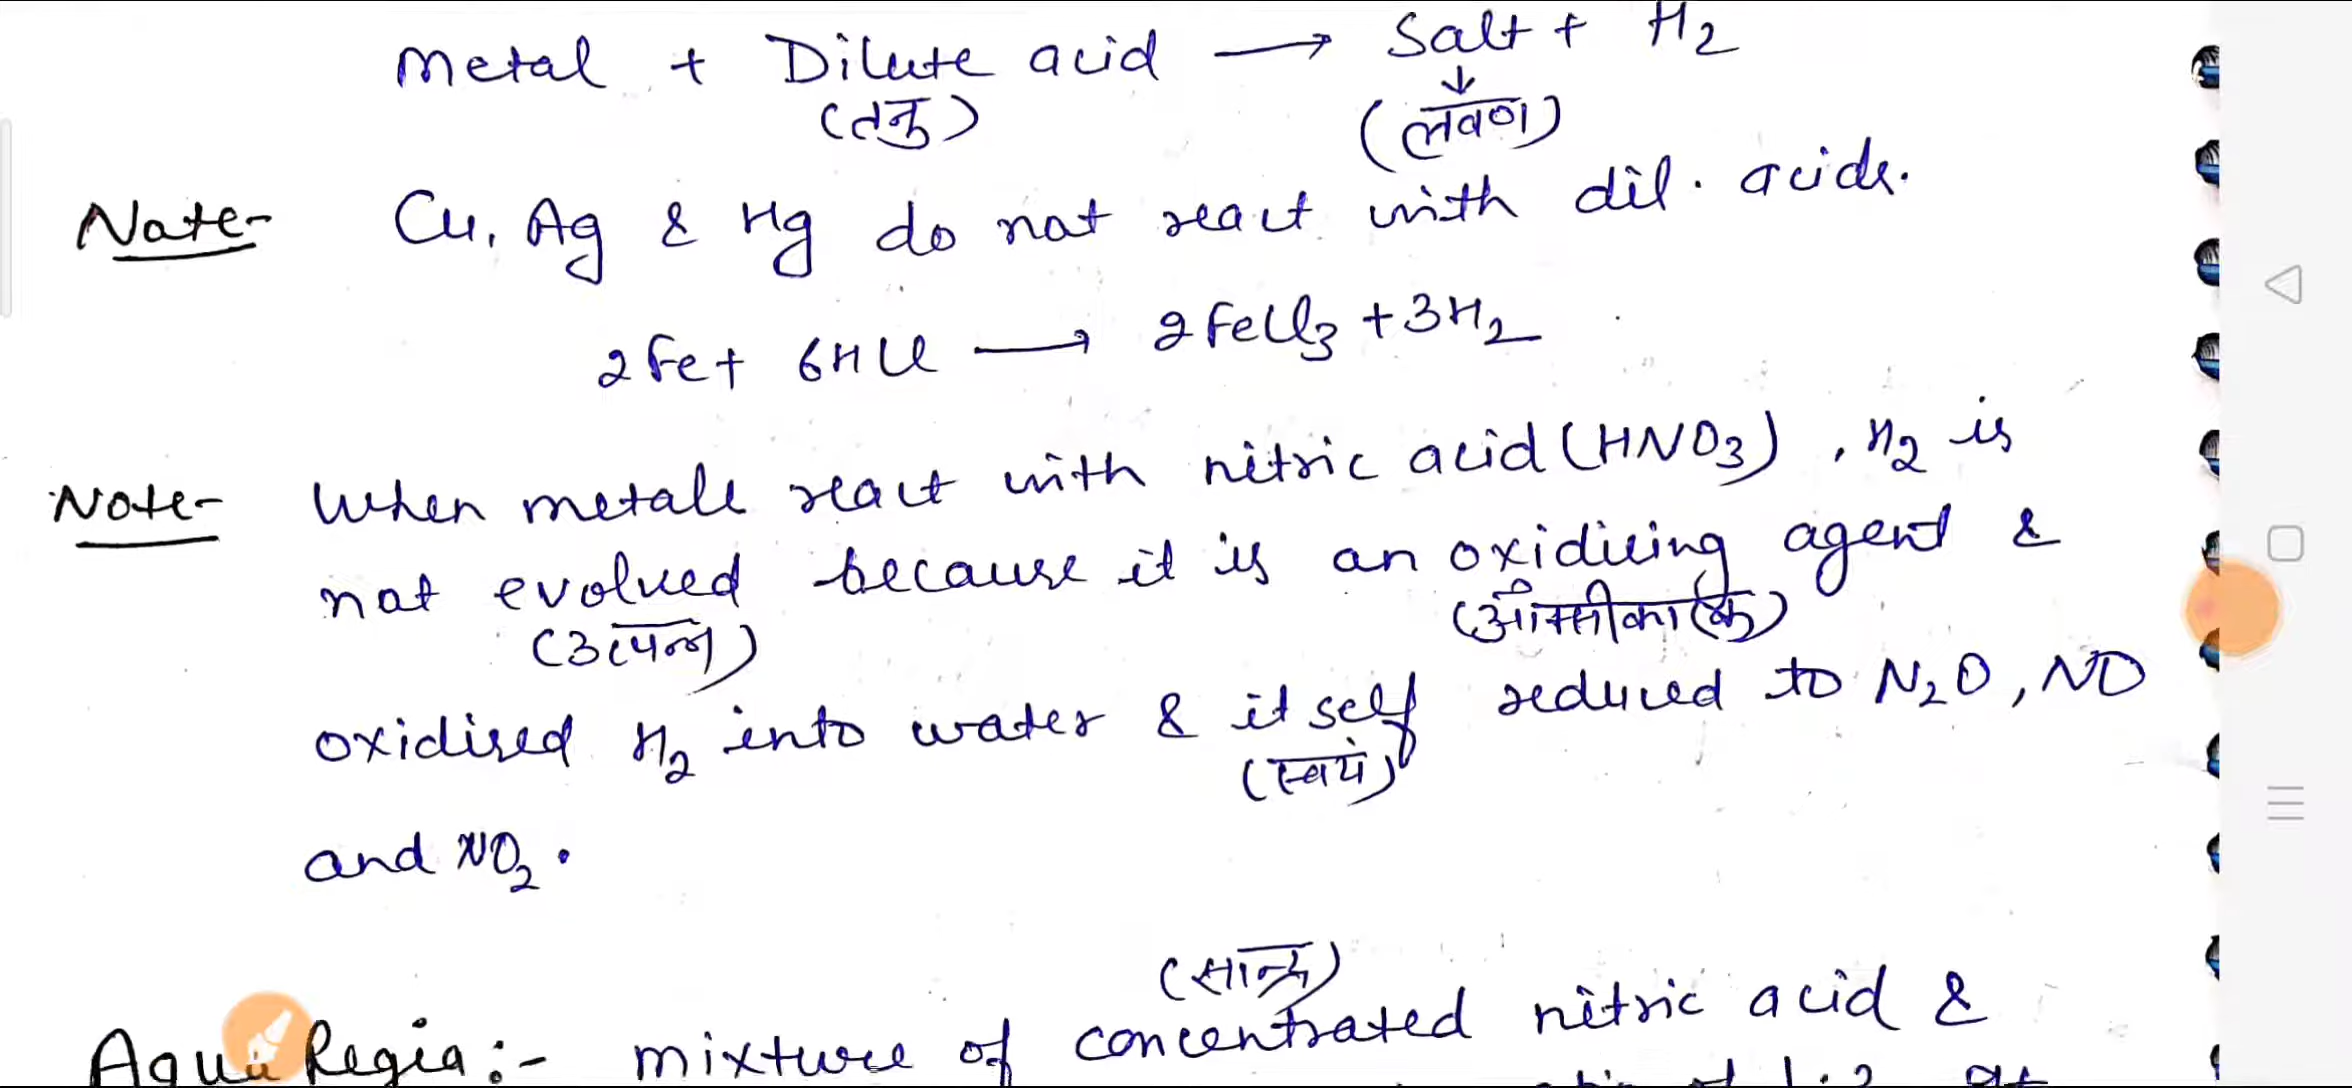 Metal + Dilute acid → Salt + H₂
(तनु) (लवण)
Note- Cu, Ag & Hg do not react with dil. acids.
2Fe + 6HCl → 2FeCl₃ + 3H₂
Note- When metals react with nitric acid (HNO₃), H₂ is
not evolved because it is an oxidising agent &
(उत्पन्न) (ऑक्सीकारक)
oxidised H₂ into water & itself reduced to N₂O, NO
(स्वयं)
and NO₂.
(सान्द्र)
Aqua Regia:- mixture of concentrated nitric acid &